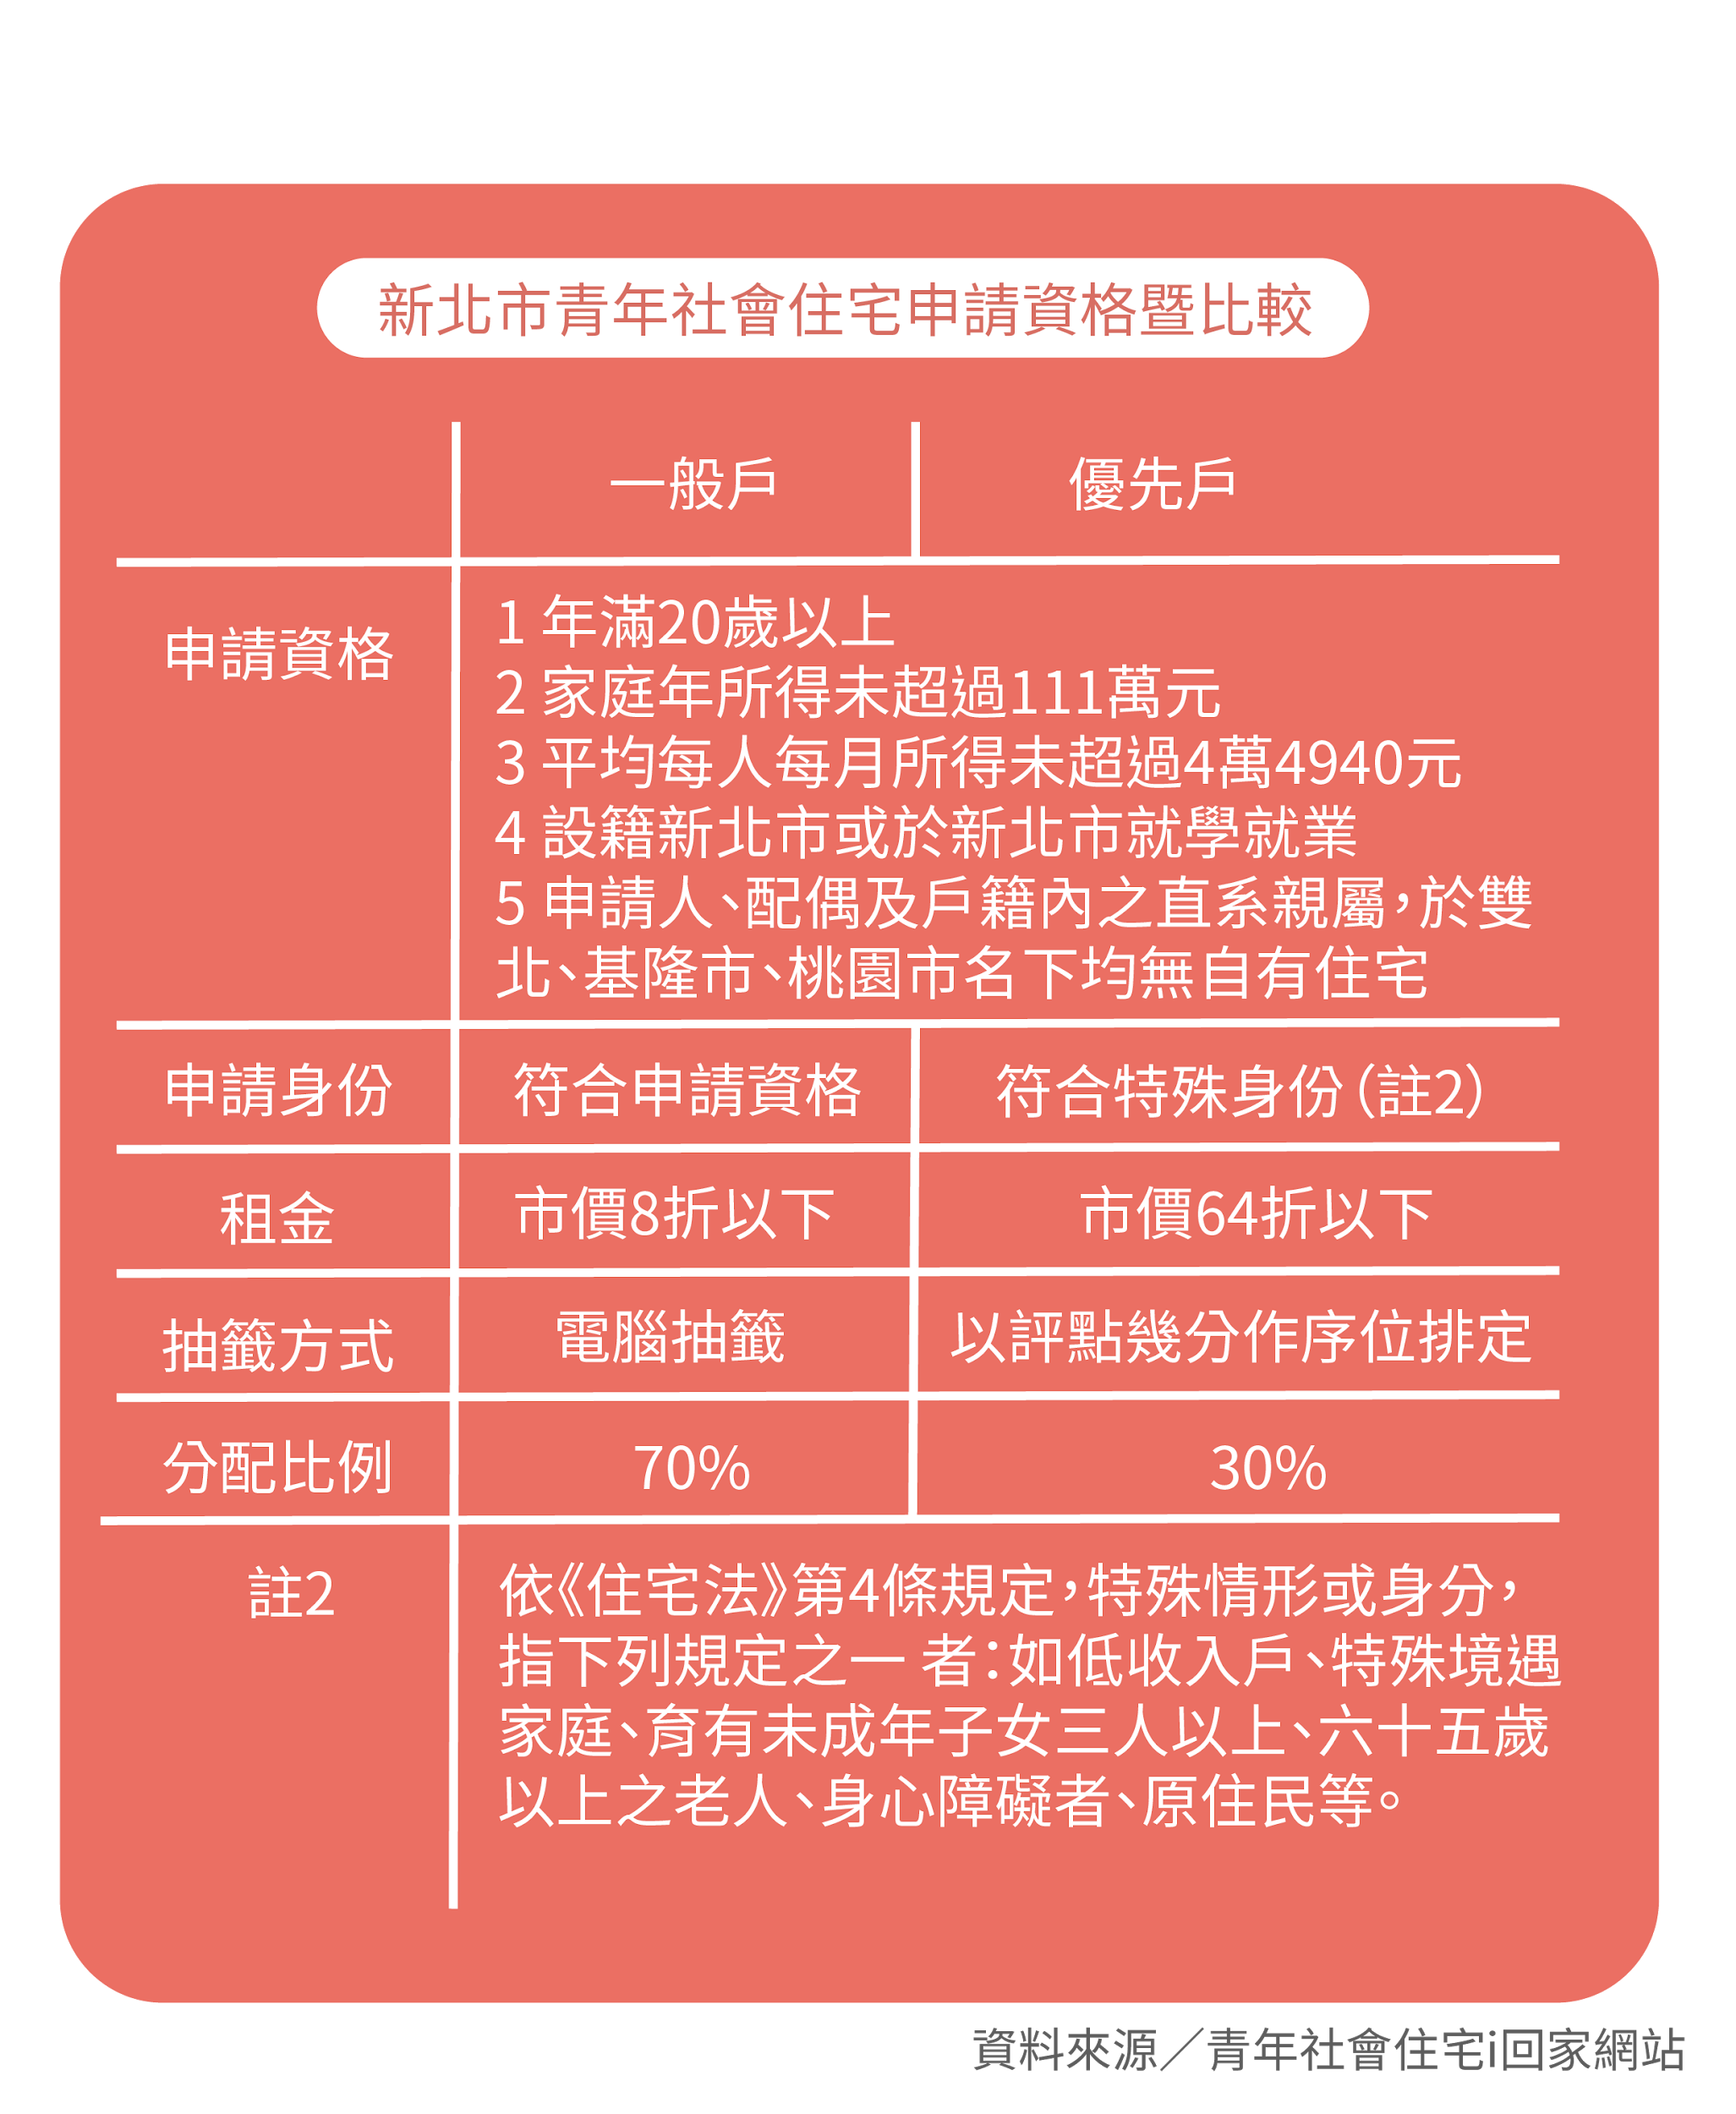 新北市青年社會住宅申請資格暨比較
一般戶 優先戶
申請資格
1 年滿20歲以上
2 家庭年所得未超過111萬元
3 平均每人每月所得未超過4萬4940元
4 設籍新北市或於新北市就學就業
5 申請人、配偶及戶籍內之直系親屬，於雙
北、基隆市、桃園市名下均無自有住宅
申請身份 符合申請資格 符合特殊身份（註2）
租金 市價8折以下 市價64折以下
抽籤方式 電腦抽籤 以評點幾分作序位排定
分配比例 70% 30%
註2
依《住宅法》第4條規定，特殊情形或身分，
指下列規定之一 者：如低收入戶、特殊境遇
家庭、育有未成年子女三人以上、六十五歲
以上之老人、身心障礙者、原住民等。
資料來源／青年社會住宅i回家網站